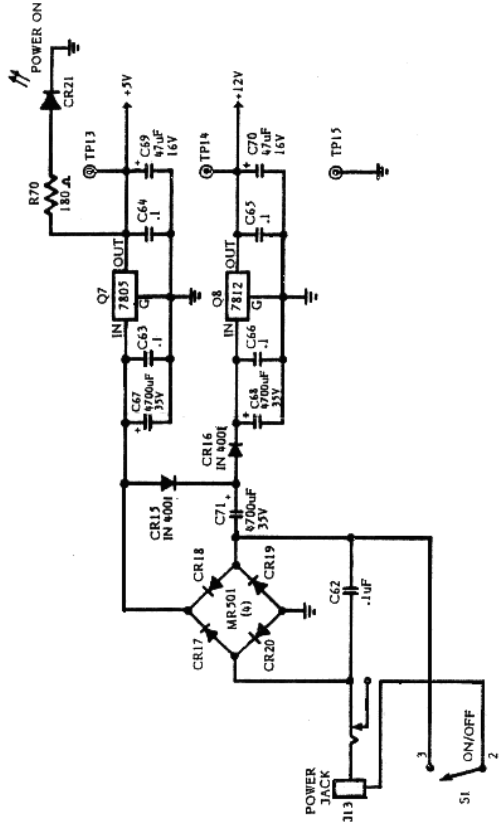 POWER ON
CR21
R70
180 Ω
+5V
TP13
C69
47uF
16V
C64
.1
OUT
Q7
7805
G
IN
C63
.1
C67
4700uF
35V
+12V
TP14
C70
47uF
16V
C65
.1
OUT
Q8
7812
G
IN
C66
.1
C68
4700uF
35V
TP15
CR16
IN 4001
CR15
IN 4001
C71
4700uF
35V
CR18
CR19
MR501
(4)
CR17
CR20
C62
.1uF
POWER
JACK
J13
3
ON/OFF
2
S1